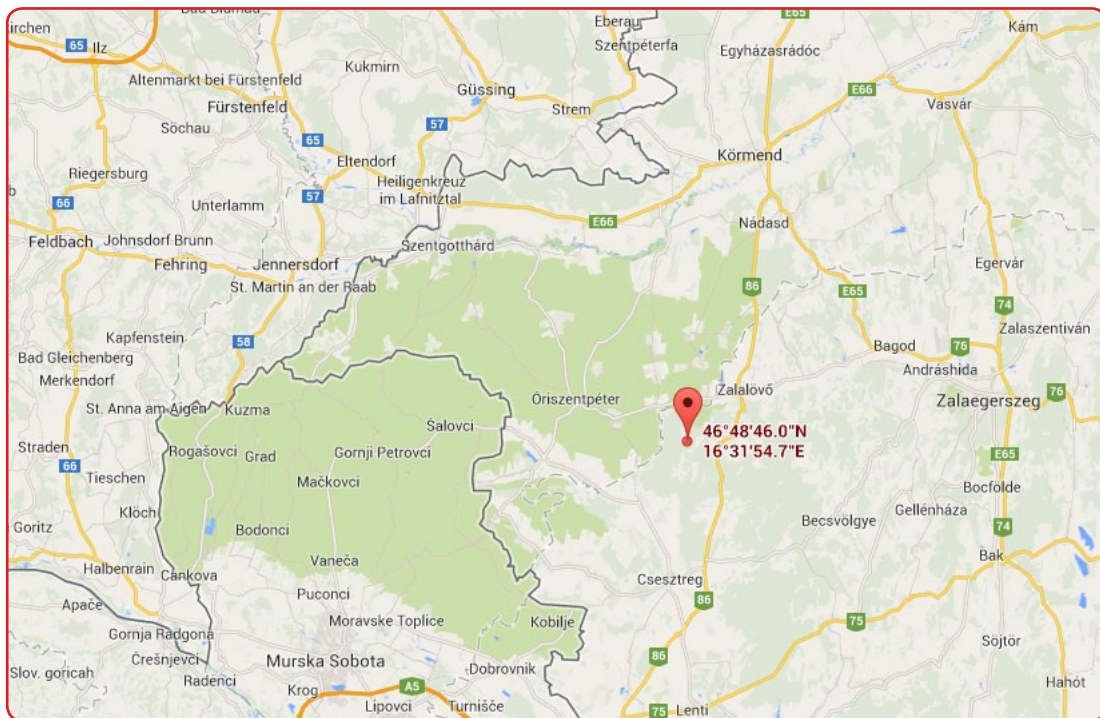 Bad Blumau
Eberau
E65
Kám
kirchen
65
Ilz
Szentpéterfa
Egyházasrádóc
Kukmirn
Altenmarkt bei Fürstenfeld
Güssing
E66
Vasvár
Fürstenfeld
Strem
57
Söchau
65
Körmend
Eltendorf
Riegersburg
Heiligenkreuz
im Lafnitztal
66
57
Unterlamm
E66
Nádasd
Feldbach
Johnsdorf Brunn
Szentgotthárd
Fehring
Jennersdorf
Egervár
St. Martin an der Raab
86
E65
74
Kapfenstein
58
Zalaszentiván
Bad Gleichenberg
Bagod
76
Merkendorf
Andráshida
Zalalövő
76
St. Anna am Aigen
Kuzma
Őriszentpéter
Zalaegerszeg
Šalovci
46°48'46.0"N
16°31'54.7"E
Straden
Rogašovci
Grad
Gornji Petrovci
E65
66
Tieschen
Mačkovci
Bocfölde
Klöch
Gellénháza
Goritz
Bodonci
Becsvölgye
74
Vaneča
Bak
Halbenrain
Cankova
Csesztreg
Puconci
86
Apače
Moravske Toplice
Kobilje
75
Gornja Radgona
Söjtör
Črešnjevci
Murska Sobota
86
Slov. goricah
Radenci
Dobrovnik
Hahót
Krog
A5
Lipovci
Turnišče
75
Lenti